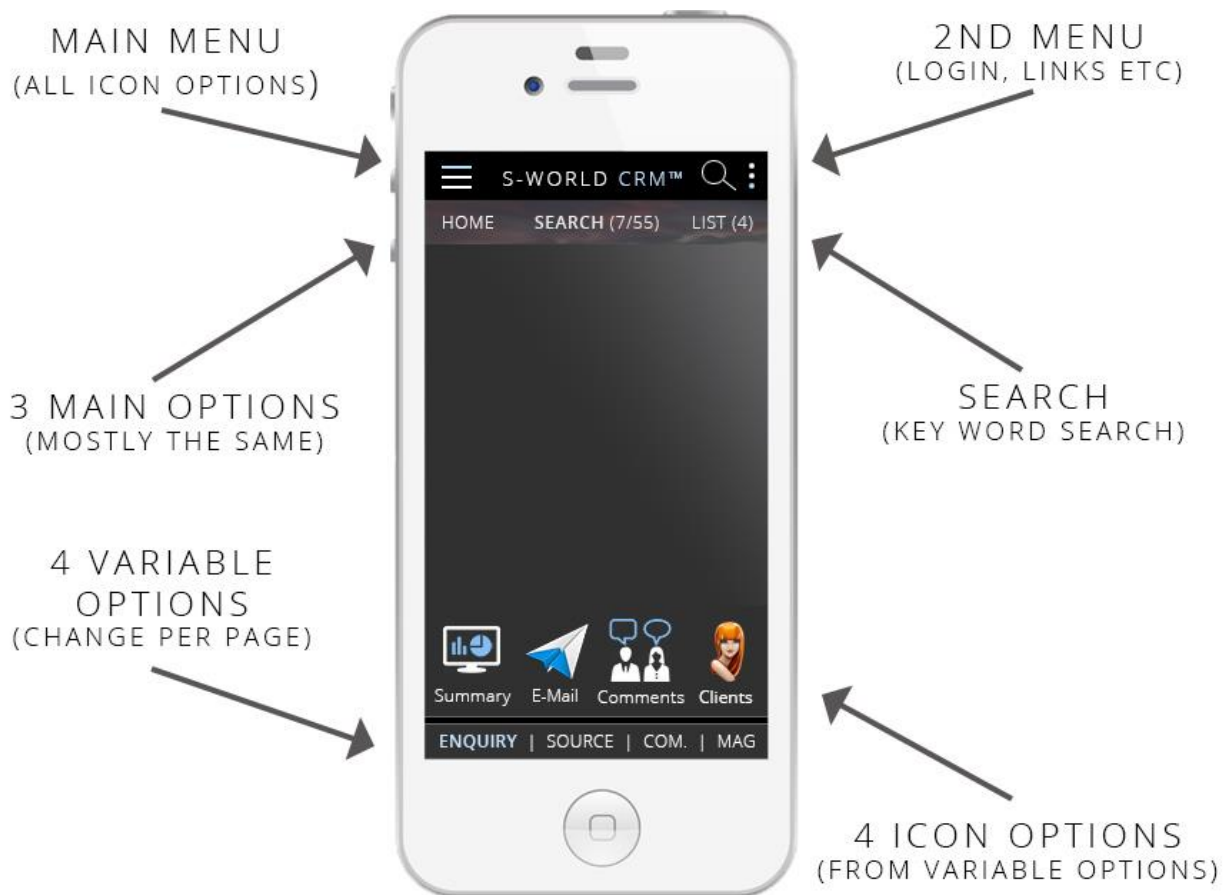 MAIN MENU
(ALL ICON OPTIONS)
2ND MENU
(LOGIN, LINKS ETC)
S-WORLD CRM™
HOME SEARCH (7/55) LIST (4)
3 MAIN OPTIONS
(MOSTLY THE SAME)
SEARCH
(KEY WORD SEARCH)
4 VARIABLE
OPTIONS
(CHANGE PER PAGE)
Summary E-Mail Comments Clients
ENQUIRY | SOURCE | COM. | MAG
4 ICON OPTIONS
(FROM VARIABLE OPTIONS)